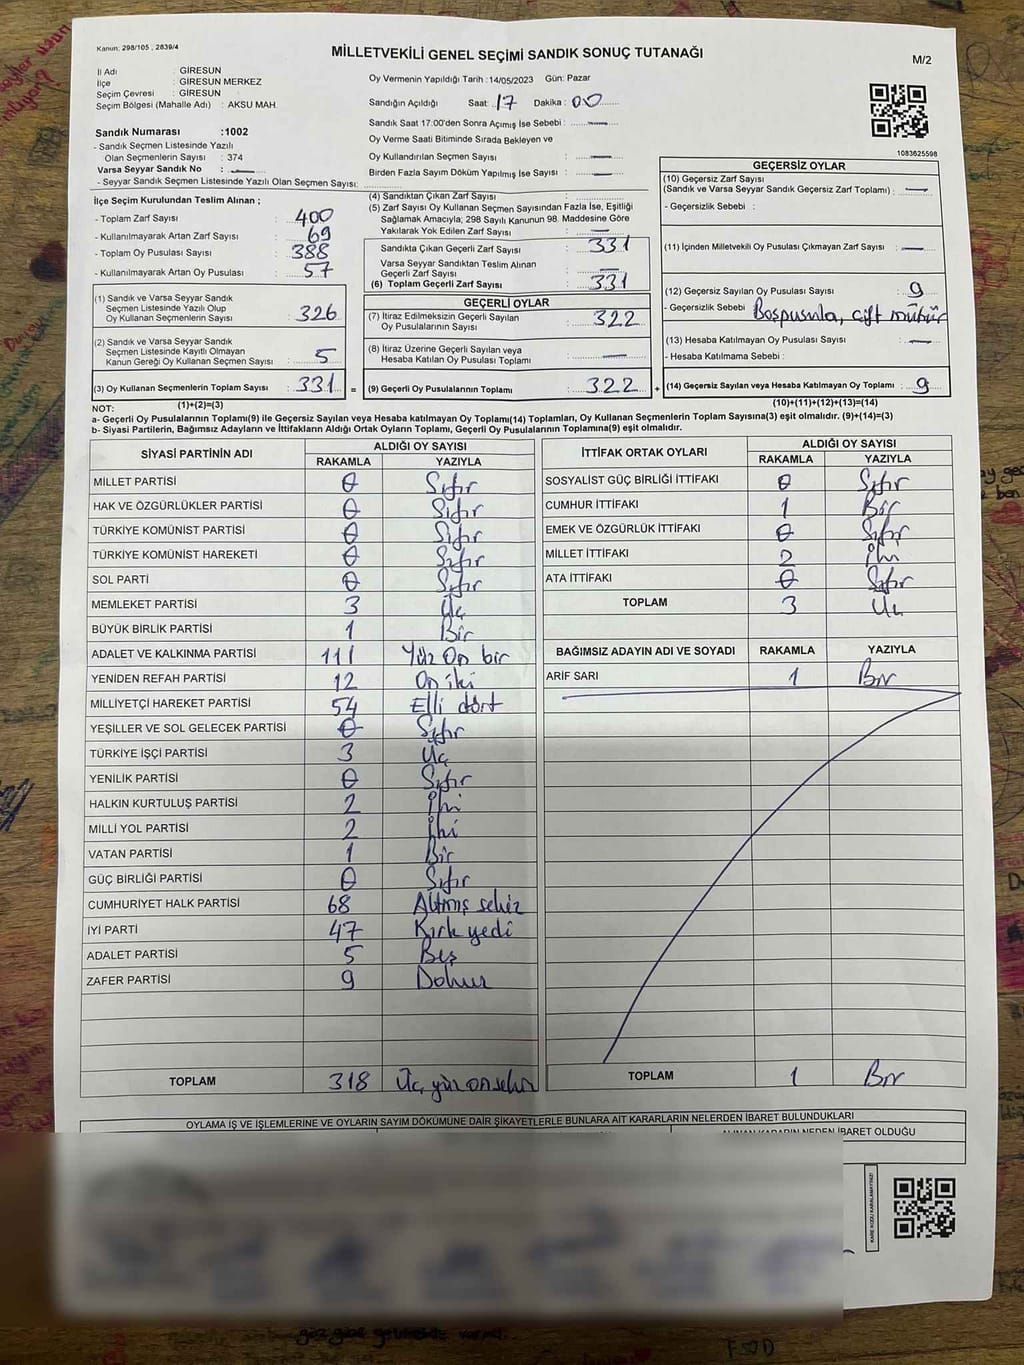 Kanun: 298/105 , 2839/4
MİLLETVEKİLİ GENEL SEÇİMİ SANDIK SONUÇ TUTANAĞI
M/2
İl Adı : GİRESUN
İlçe : GİRESUN MERKEZ
Seçim Çevresi : GİRESUN
Seçim Bölgesi (Mahalle Adı) : AKSU MAH.
Sandık Numarası :1002
- Sandık Seçmen Listesinde Yazılı
Olan Seçmenlerin Sayısı : 374
Varsa Seyyar Sandık No : —
- Seyyar Sandık Seçmen Listesinde Yazılı Olan Seçmen Sayısı:
Oy Vermenin Yapıldığı Tarih :14/05/2023 Gün: Pazar
Sandığın Açıldığı Saat: 17 Dakika : 00
Sandık Saat 17:00'den Sonra Açımış İse Sebebi : —
Oy Verme Saati Bitiminde Sırada Bekleyen ve
Oy Kullandırılan Seçmen Sayısı : —
Birden Fazla Sayım Döküm Yapılmış İse Sayısı : —
1083625598
İlçe Seçim Kurulundan Teslim Alınan ;
- Toplam Zarf Sayısı : 400
- Kullanılmayarak Artan Zarf Sayısı : 69
- Toplam Oy Pusulası Sayısı : 388
- Kullanılmayarak Artan Oy Pusulası : 57
(4) Sandıktan Çıkan Zarf Sayısı :
(5) Zarf Sayısı Oy Kullanan Seçmen Sayısından Fazla İse, Eşitliği
Sağlamak Amacıyla; 298 Sayılı Kanunun 98. Maddesine Göre
Yakılarak Yok Edilen Zarf Sayısı : —
Sandıkta Çıkan Geçerli Zarf Sayısı : 331
Varsa Seyyar Sandıktan Teslim Alınan
Geçerli Zarf Sayısı : —
(6) Toplam Geçerli Zarf Sayısı : 331
GEÇERSİZ OYLAR
(10) Geçersiz Zarf Sayısı
(Sandık ve Varsa Seyyar Sandık Geçersiz Zarf Toplamı) : —
- Geçersizlik Sebebi :
(11) İçinden Milletvekili Oy Pusulası Çıkmayan Zarf Sayısı : —
(12) Geçersiz Sayılan Oy Pusulası Sayısı : 9
- Geçersizlik Sebebi : Boşpusula, çift mühür
(13) Hesaba Katılmayan Oy Pusulası Sayısı : —
- Hesaba Katılmama Sebebi :
(14) Geçersiz Sayılan veya Hesaba Katılmayan Oy Toplamı : 9
(10)+(11)+(12)+(13)=(14)
(1) Sandık ve Varsa Seyyar Sandık
Seçmen Listesinde Yazılı Olup
Oy Kullanan Seçmenlerin Sayısı : 326
(2) Sandık ve Varsa Seyyar Sandık
Seçmen Listesinde Kayıtlı Olmayan
Kanun Gereği Oy Kullanan Seçmen Sayısı : 5
(3) Oy Kullanan Seçmenlerin Toplam Sayısı : 331 =
(1)+(2)=(3)
GEÇERLİ OYLAR
(7) İtiraz Edilmeksizin Geçerli Sayılan
Oy Pusulalarının Sayısı : 322
(8) İtiraz Üzerine Geçerli Sayılan veya
Hesaba Katılan Oy Pusulası Toplamı : —
(9) Geçerli Oy Pusulalarının Toplamı : 322 +
NOT:
a- Geçerli Oy Pusulalarının Toplamı(9) ile Geçersiz Sayılan veya Hesaba katılmayan Oy Toplamı(14) Toplamları, Oy Kullanan Seçmenlerin Toplam Sayısına(3) eşit olmalıdır. (9)+(14)=(3)
b- Siyasi Partilerin, Bağımsız Adayların ve İttifakların Aldığı Ortak Oyların Toplamı, Geçerli Oy Pusulalarının Toplamına(9) eşit olmalıdır.
SİYASİ PARTİNİN ADI ALDIĞI OY SAYISI
RAKAMLA YAZIYLA
MİLLET PARTİSİ 0 Sıfır
HAK VE ÖZGÜRLÜKLER PARTİSİ 0 Sıfır
TÜRKİYE KOMÜNİST PARTİSİ 0 Sıfır
TÜRKİYE KOMÜNİST HAREKETİ 0 Sıfır
SOL PARTİ 0 Sıfır
MEMLEKET PARTİSİ 3 Üç
BÜYÜK BİRLİK PARTİSİ 1 Bir
ADALET VE KALKINMA PARTİSİ 111 Yüz On bir
YENİDEN REFAH PARTİSİ 12 On iki
MİLLİYETÇİ HAREKET PARTİSİ 54 Elli dört
YEŞİLLER VE SOL GELECEK PARTİSİ 0 Sıfır
TÜRKİYE İŞÇİ PARTİSİ 3 Üç
YENİLİK PARTİSİ 0 Sıfır
HALKIN KURTULUŞ PARTİSİ 2 İki
MİLLİ YOL PARTİSİ 2 İki
VATAN PARTİSİ 1 Bir
GÜÇ BİRLİĞİ PARTİSİ 0 Sıfır
CUMHURİYET HALK PARTİSİ 68 Altmış sekiz
İYİ PARTİ 47 Kırk yedi
ADALET PARTİSİ 5 Beş
ZAFER PARTİSİ 9 Dokuz
TOPLAM 318 Üç yüz onsekiz
İTTİFAK ORTAK OYLARI ALDIĞI OY SAYISI
RAKAMLA YAZIYLA
SOSYALİST GÜÇ BİRLİĞİ İTTİFAKI 0 Sıfır
CUMHUR İTTİFAKI 1 Bir
EMEK VE ÖZGÜRLÜK İTTİFAKI 0 Sıfır
MİLLET İTTİFAKI 2 İki
ATA İTTİFAKI 0 Sıfır
TOPLAM 3 Üç
BAĞIMSIZ ADAYIN ADI VE SOYADI RAKAMLA YAZIYLA
ARİF SARI 1 Bir
TOPLAM 1 Bir
OYLAMA İŞ VE İŞLEMLERİNE VE OYLARIN SAYIM DÖKÜMÜNE DAİR ŞİKAYETLERLE BUNLARA AİT KARARLARIN NELERDEN İBARET BULUNDUKLARI
ALINAN KARARIN NEDEN İBARET OLDUĞU
KARE KODU KARALAMAYINIZ!